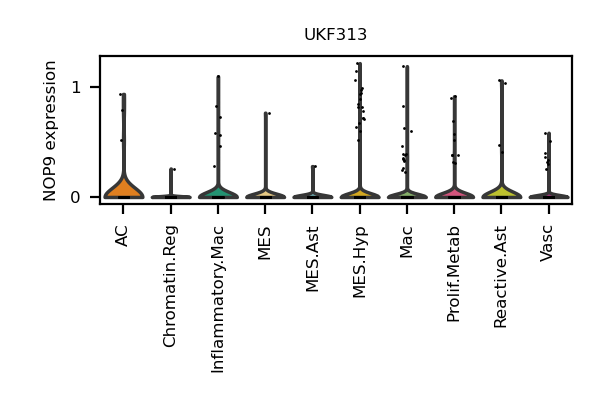 UKF313
NOP9 expression
1
0
AC
Chromatin.Reg
Inflammatory.Mac
MES
MES.Ast
MES.Hyp
Mac
Prolif.Metab
Reactive.Ast
Vasc